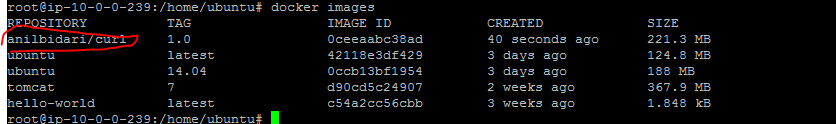 root@ip-10-0-0-239:/home/ubuntu# docker images
REPOSITORY TAG IMAGE ID CREATED SIZE
anilbidari/curl 1.0 0ceeaabc38ad 40 seconds ago 221.3 MB
ubuntu latest 42118e3df429 3 days ago 124.8 MB
ubuntu 14.04 0ccb13bf1954 3 days ago 188 MB
tomcat 7 d90cd5c24907 2 weeks ago 367.9 MB
hello-world latest c54a2cc56cbb 3 weeks ago 1.848 kB
root@ip-10-0-0-239:/home/ubuntu#